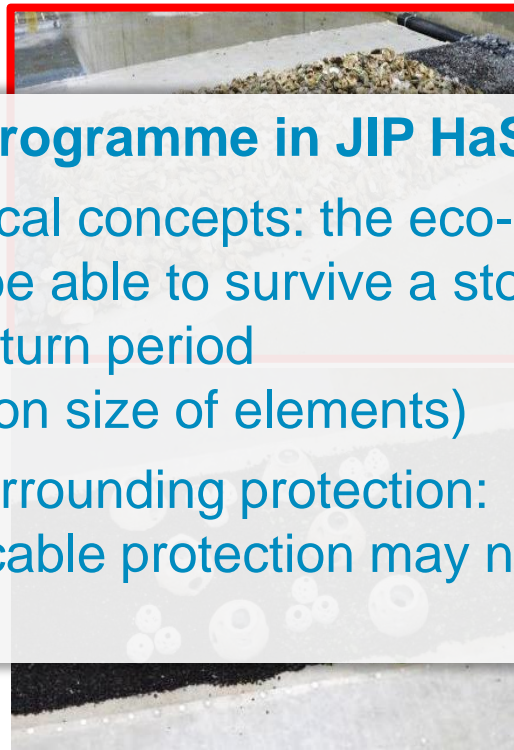 rogramme in JIP HaS
cal concepts: the eco-
be able to survive a sto
turn period
on size of elements)
rrounding protection:
cable protection may n